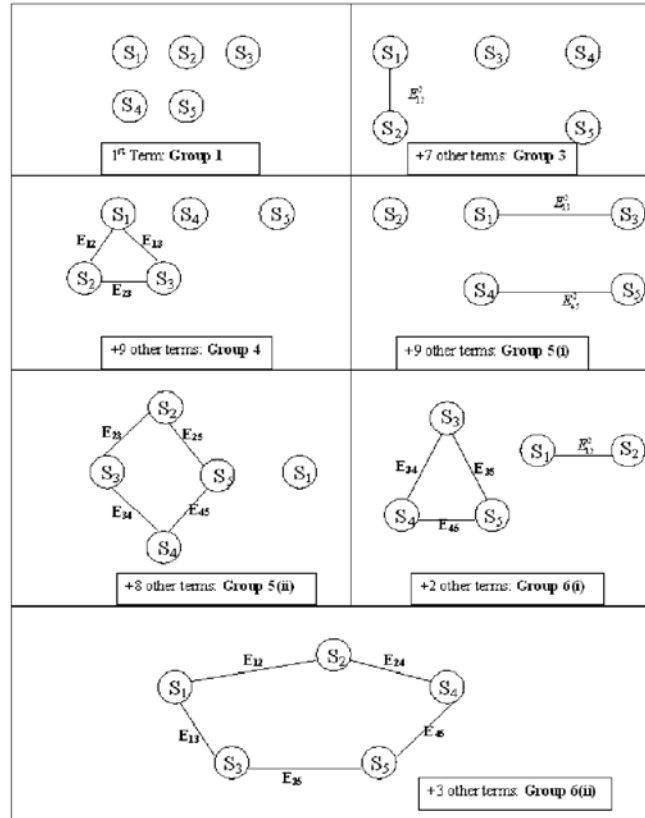 S1 S2 S3
S4 S5
1st Term: Group 1
S1 S3 S4
E²12
S2 S5
+7 other terms: Group 3
S1 S4 S5
E12 E13
S2 S3
E23
+9 other terms: Group 4
S2 S1 E²13 S3
S4 E²45 S5
+9 other terms: Group 5(i)
S2
E23 E25
S3 S5 S1
E34 E45
S4
+8 other terms: Group 5(ii)
S3
S1 E²12 S2
E34 E35
S4 S5
E45
+2 other terms: Group 6(i)
E12 S2 E24
S1 S4
E13 E45
S3 S5
E35
+3 other terms: Group 6(ii)